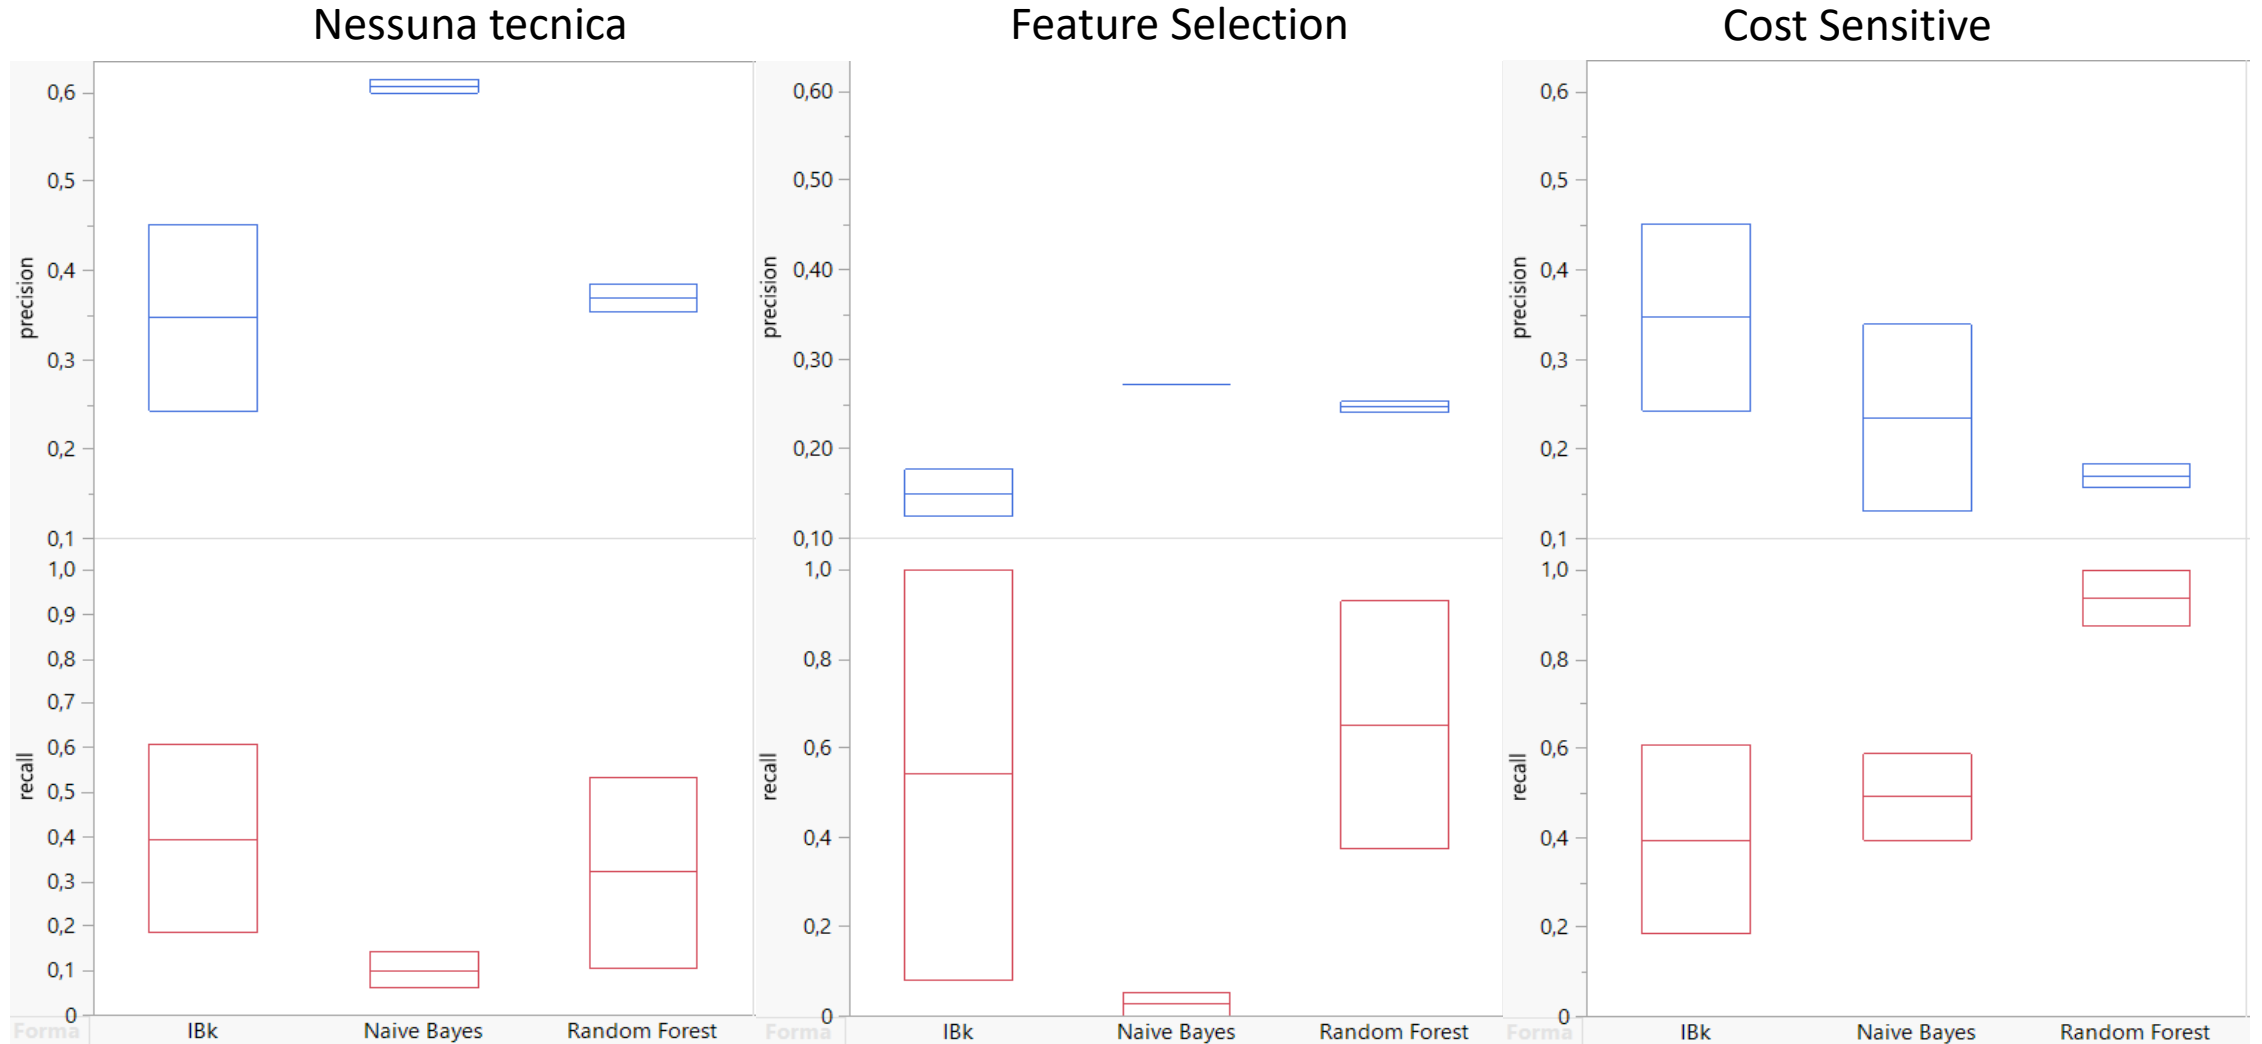 Nessuna tecnica
Feature Selection
Cost Sensitive
precision
0,6
0,5
0,4
0,3
0,2
0,1
recall
1,0
0,9
0,8
0,7
0,6
0,5
0,4
0,3
0,2
0,1
0
Forma
IBk
Naive Bayes
Random Forest
precision
0,60
0,50
0,40
0,30
0,20
0,10
recall
1,0
0,8
0,6
0,4
0,2
0
Forma
IBk
Naive Bayes
Random Forest
precision
0,6
0,5
0,4
0,3
0,2
0,1
recall
1,0
0,8
0,6
0,4
0,2
0
Forma
IBk
Naive Bayes
Random Forest